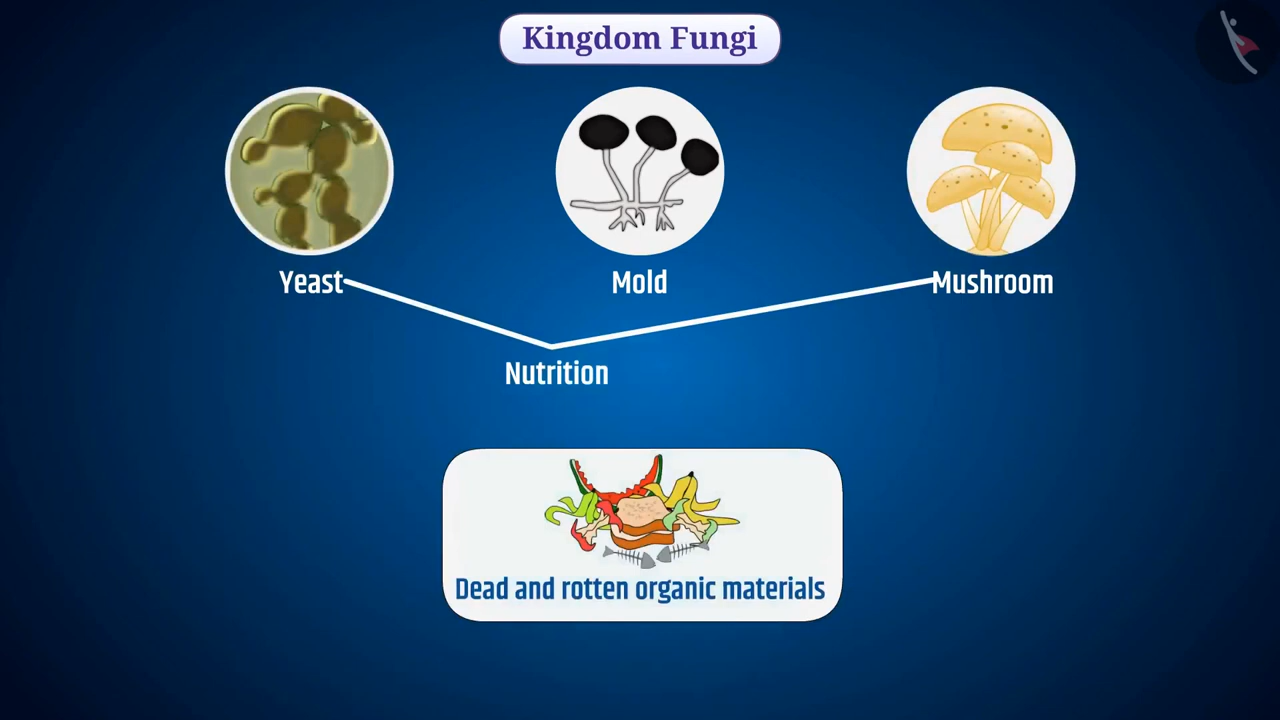 Kingdom Fungi
Yeast
Mold
Mushroom
Nutrition
Dead and rotten organic materials